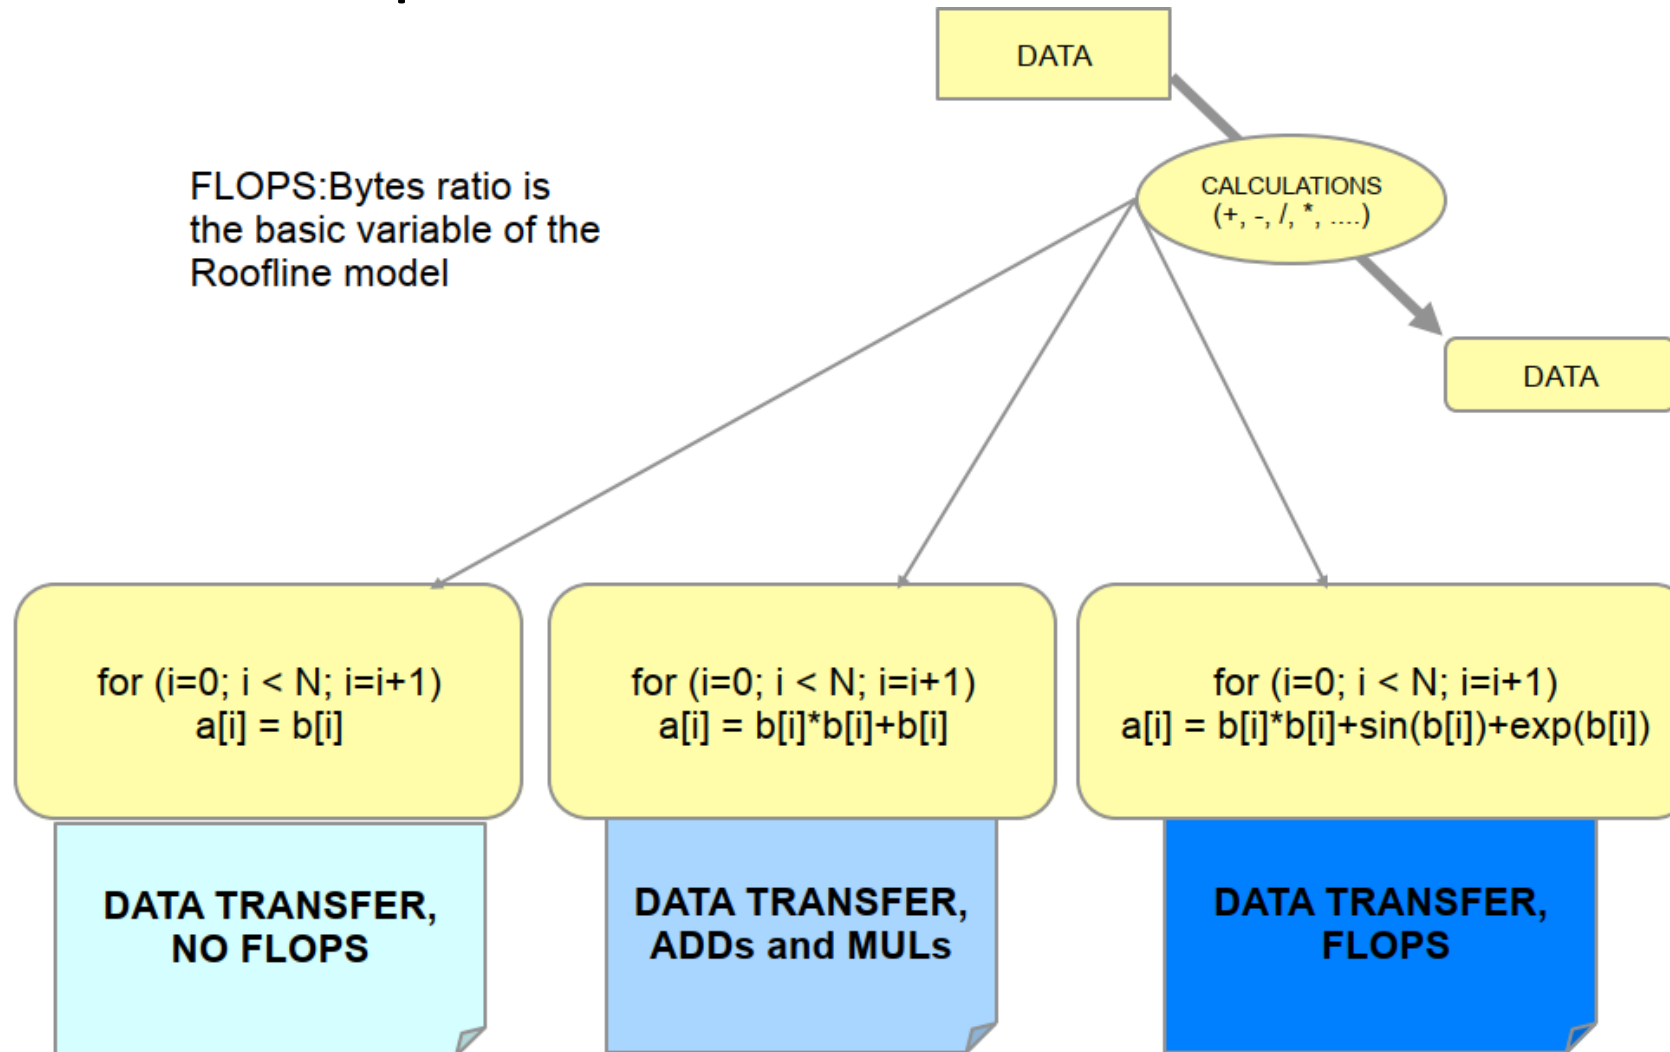 DATA
CALCULATIONS
(+, -, /, *, ....)
FLOPS:Bytes ratio is
the basic variable of the
Roofline model
DATA
for (i=0; i < N; i=i+1)
a[i] = b[i]
for (i=0; i < N; i=i+1)
a[i] = b[i]*b[i]+b[i]
for (i=0; i < N; i=i+1)
a[i] = b[i]*b[i]+sin(b[i])+exp(b[i])
DATA TRANSFER,
NO FLOPS
DATA TRANSFER,
ADDs and MULs
DATA TRANSFER,
FLOPS